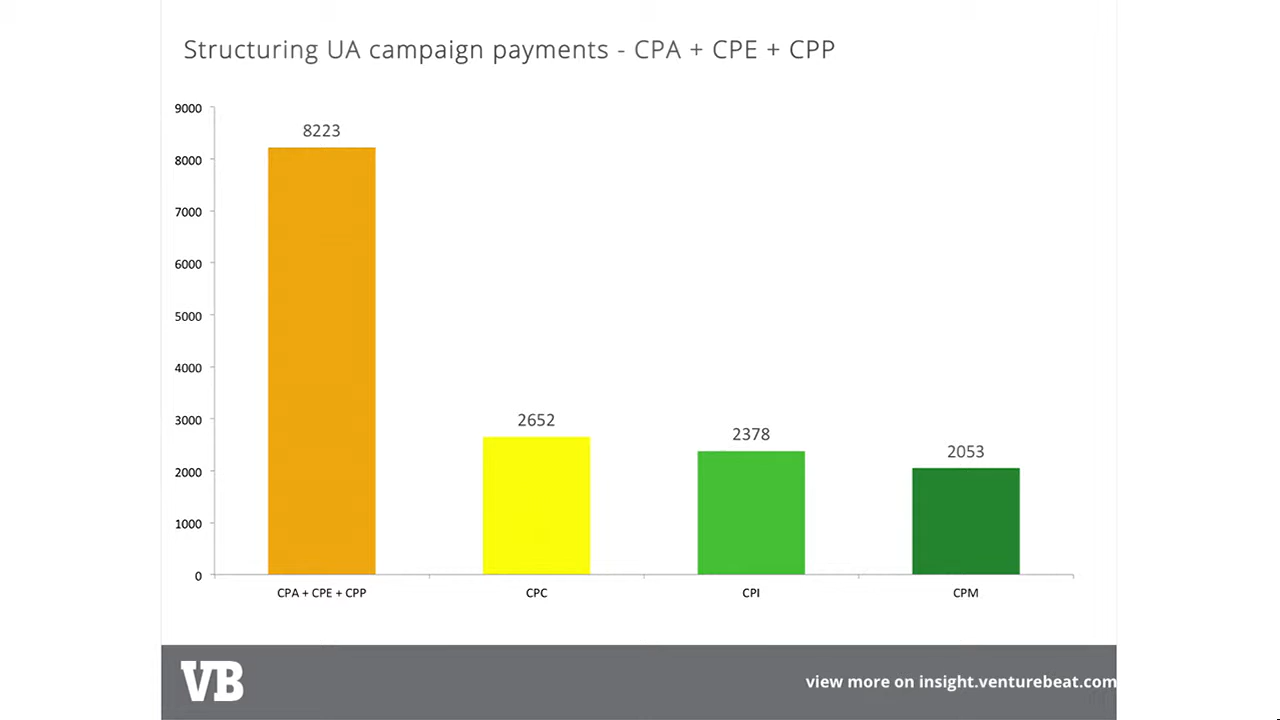 Structuring UA campaign payments - CPA + CPE + CPP
9000
8000
7000
6000
5000
4000
3000
2000
1000
0
8223
2652
2378
2053
CPA + CPE + CPP
CPC
CPI
CPM
VB
view more on insight.venturebeat.com